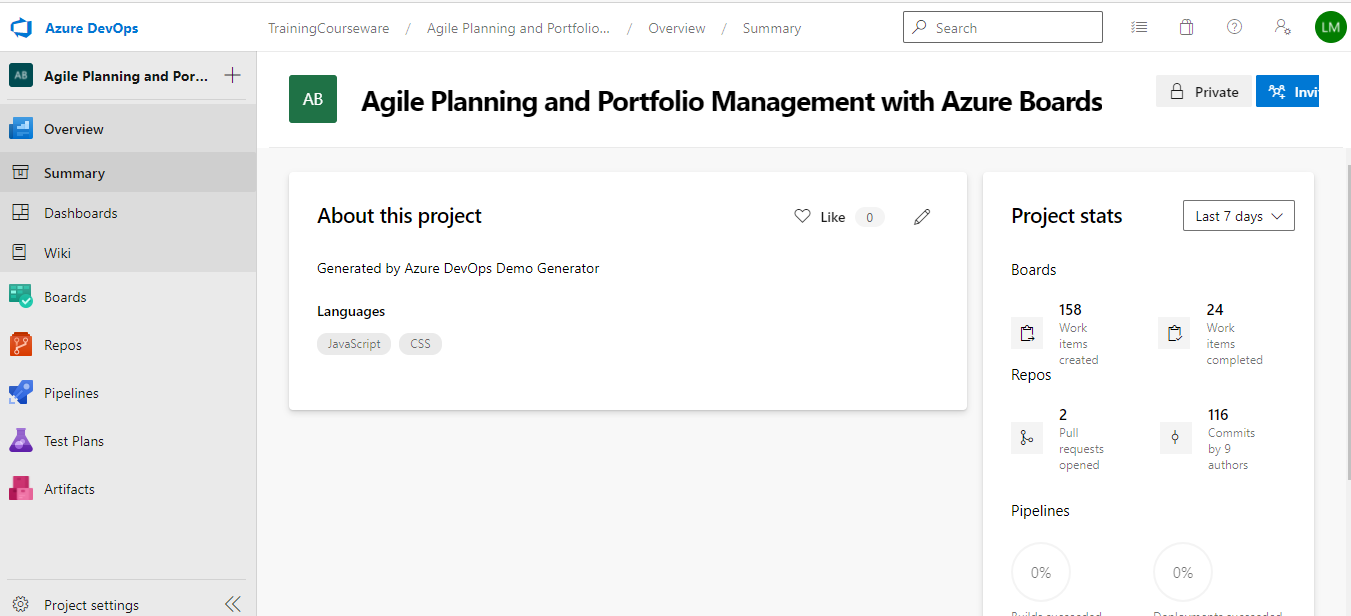 Azure DevOps
TrainingCourseware / Agile Planning and Portfolio... / Overview / Summary
Search
LM
AB
Agile Planning and Por...
Overview
Summary
Dashboards
Wiki
Boards
Repos
Pipelines
Test Plans
Artifacts
Project settings
AB
Agile Planning and Portfolio Management with Azure Boards
Private
Invi
About this project
Like 0
Generated by Azure DevOps Demo Generator
Languages
JavaScript CSS
Project stats
Last 7 days
Boards
158
Work
items
created
24
Work
items
completed
Repos
2
Pull
requests
opened
116
Commits
by 9
authors
Pipelines
0%
Builds succeeded
0%
Deployments succeeded